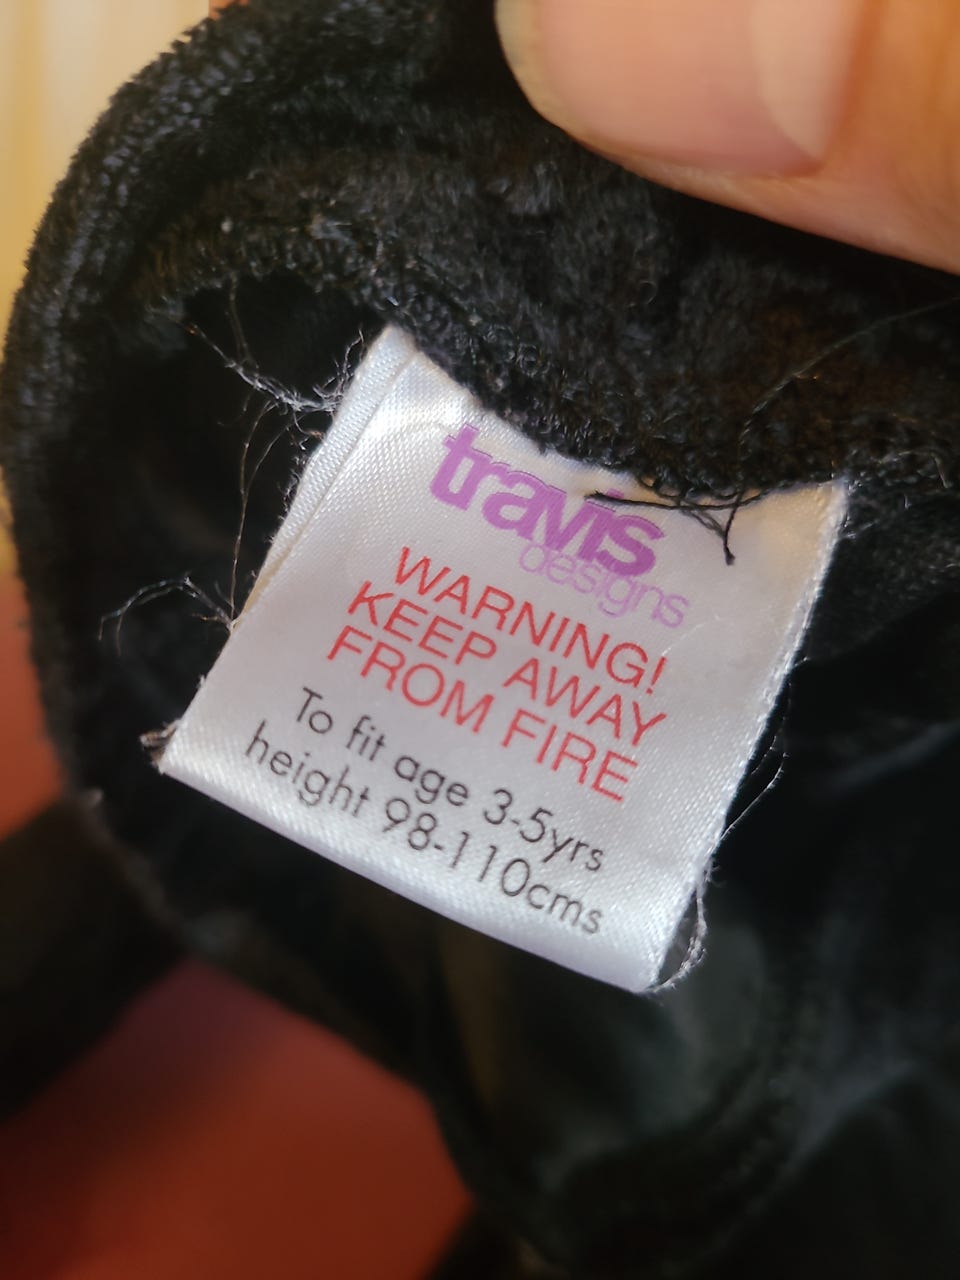 travis
designs
WARNING!
KEEP AWAY
FROM FIRE
To fit age 3-5yrs
height 98-110cms